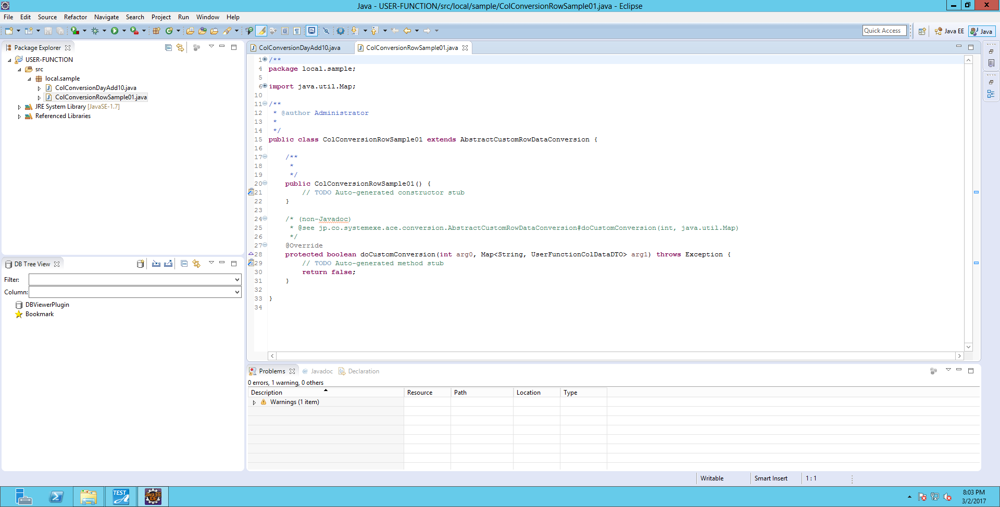 Java - USER-FUNCTION/src/local/sample/ColConversionRowSample01.java - Eclipse
File Edit Source Refactor Navigate Search Project Run Window Help
Quick Access
Java EE
Java
Package Explorer
USER-FUNCTION
src
local.sample
ColConversionDayAdd10.java
ColConversionRowSample01.java
JRE System Library [JavaSE-1.7]
Referenced Libraries
DB Tree View
Filter:
Column:
DBViewerPlugin
Bookmark
ColConversionDayAdd10.java
ColConversionRowSample01.java
1 /**
4 package local.sample;
5
6 import java.util.Map;
10
11 /**
12 * @author Administrator
13 *
14 */
15 public class ColConversionRowSample01 extends AbstractCustomRowDataConversion {
16
17 /**
18 *
19 */
20 public ColConversionRowSample01() {
21 // TODO Auto-generated constructor stub
22 }
23
24 /* (non-Javadoc)
25 * @see jp.co.systemexe.ace.conversion.AbstractCustomRowDataConversion#doCustomConversion(int, java.util.Map)
26 */
27 @Override
28 protected boolean doCustomConversion(int arg0, Map<String, UserFunctionColDataDTO> arg1) throws Exception {
29 // TODO Auto-generated method stub
30 return false;
31 }
32
33 }
34
Problems @ Javadoc Declaration
0 errors, 1 warning, 0 others
Description Resource Path Location Type
Warnings (1 item)
Writable Smart Insert 1 : 1
TEST
Java EE
IDE
8:03 PM
3/2/2017